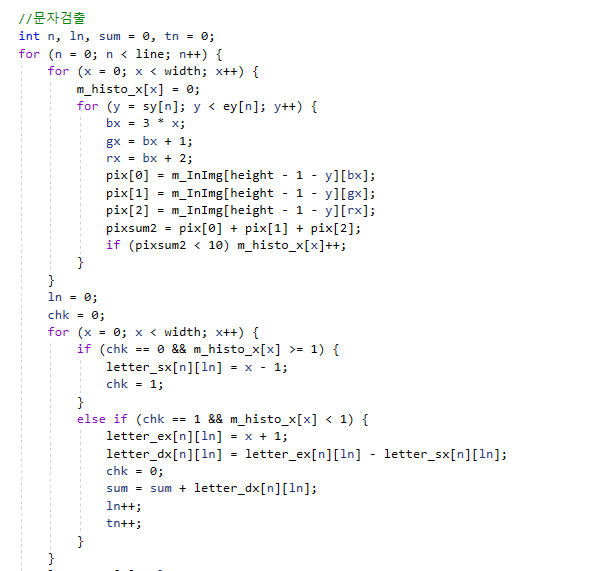 //문자검출
int n, ln, sum = 0, tn = 0;
for (n = 0; n < line; n++) {
for (x = 0; x < width; x++) {
m_histo_x[x] = 0;
for (y = sy[n]; y < ey[n]; y++) {
bx = 3 * x;
gx = bx + 1;
rx = bx + 2;
pix[0] = m_InImg[height - 1 - y][bx];
pix[1] = m_InImg[height - 1 - y][gx];
pix[2] = m_InImg[height - 1 - y][rx];
pixsum2 = pix[0] + pix[1] + pix[2];
if (pixsum2 < 10) m_histo_x[x]++;
}
}
ln = 0;
chk = 0;
for (x = 0; x < width; x++) {
if (chk == 0 && m_histo_x[x] >= 1) {
letter_sx[n][ln] = x - 1;
chk = 1;
}
else if (chk == 1 && m_histo_x[x] < 1) {
letter_ex[n][ln] = x + 1;
letter_dx[n][ln] = letter_ex[n][ln] - letter_sx[n][ln];
chk = 0;
sum = sum + letter_dx[n][ln];
ln++;
tn++;
}
}